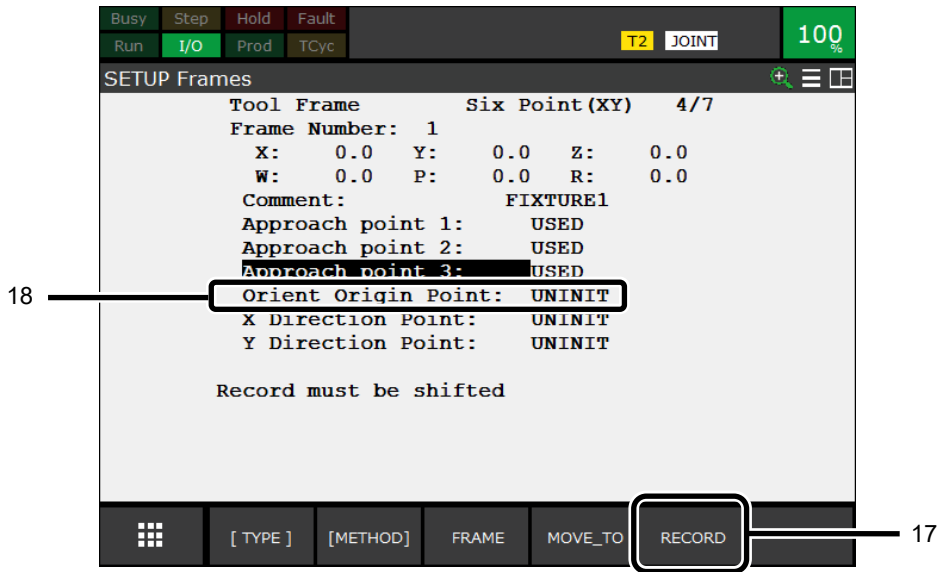 Busy Step Hold Fault
Run I/O Prod TCyc T2 JOINT 100%
SETUP Frames
Tool Frame Six Point(XY) 4/7
Frame Number: 1
X: 0.0 Y: 0.0 Z: 0.0
W: 0.0 P: 0.0 R: 0.0
Comment: FIXTURE1
Approach point 1: USED
Approach point 2: USED
Approach point 3: USED
18 Orient Origin Point: UNINIT
X Direction Point: UNINIT
Y Direction Point: UNINIT
Record must be shifted
[ TYPE ] [METHOD] FRAME MOVE_TO RECORD 17